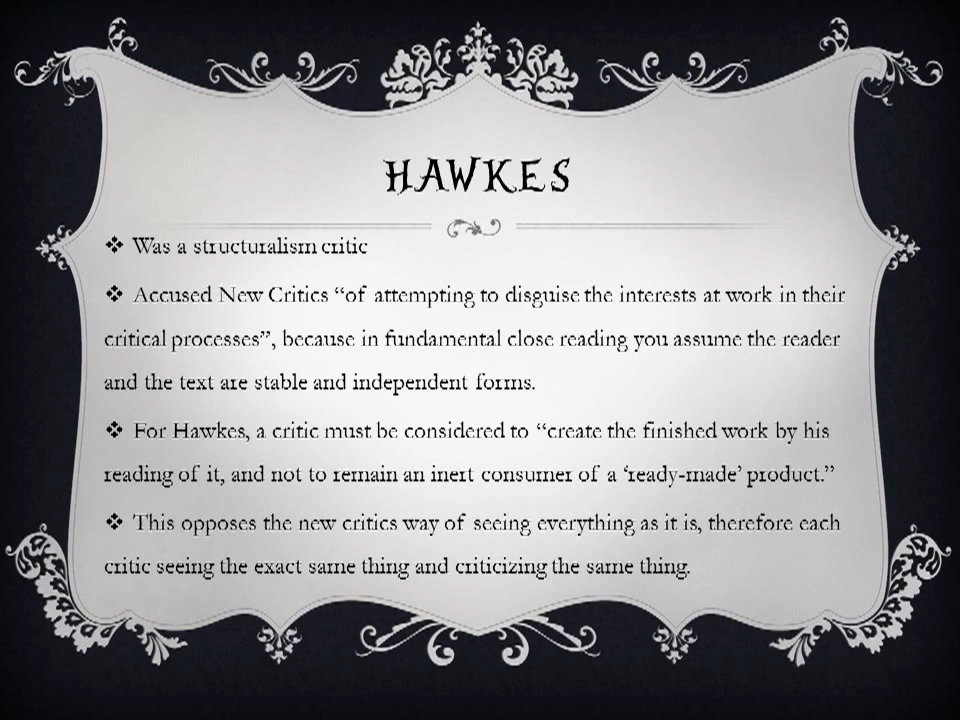 HAWKES
❖ Was a structuralism critic
❖ Accused New Critics “of attempting to disguise the interests at work in their
critical processes”, because in fundamental close reading you assume the reader
and the text are stable and independent forms.
❖ For Hawkes, a critic must be considered to “create the finished work by his
reading of it, and not to remain an inert consumer of a ‘ready-made’ product.”
❖ This opposes the new critics way of seeing everything as it is, therefore each
critic seeing the exact same thing and criticizing the same thing.